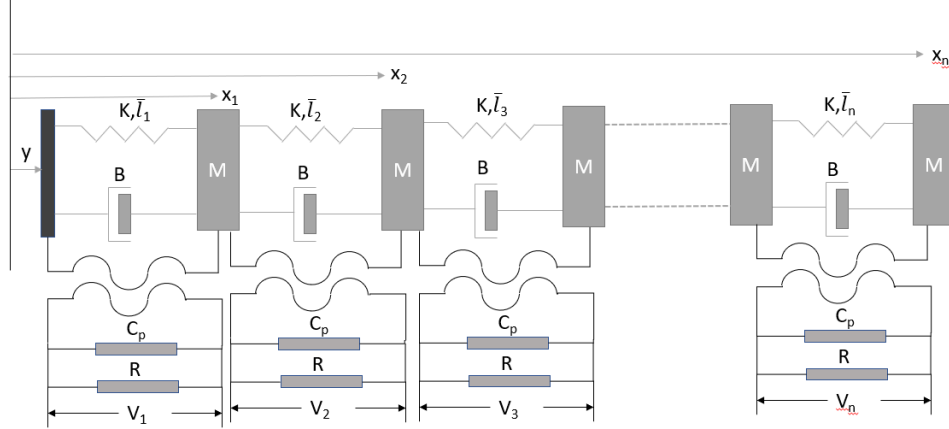 xn
x2
x1
K,l̅1
K,l̅2
K,l̅3
K,l̅n
y
M
M
M
M
B
B
B
B
Cp
Cp
Cp
Cp
R
R
R
R
V1
V2
V3
Vn